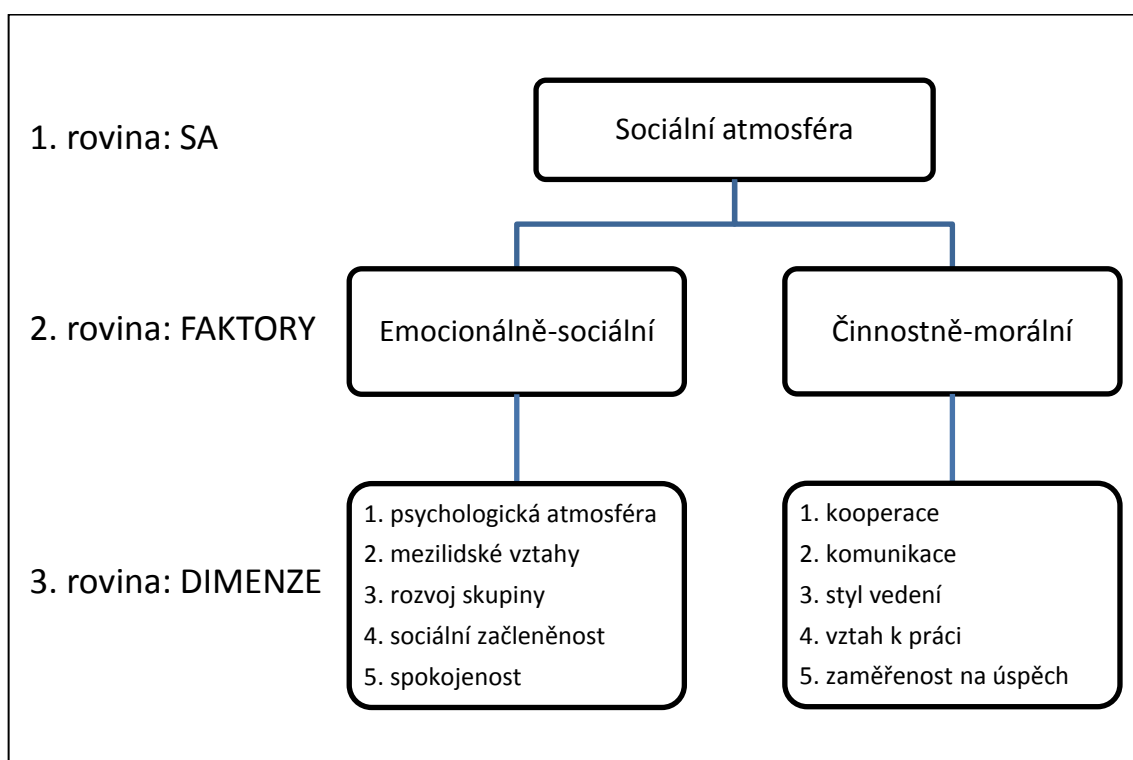 1. rovina: SA
Sociální atmosféra
2. rovina: FAKTORY
Emocionálně-sociální
Činnostně-morální
3. rovina: DIMENZE
1. psychologická atmosféra
2. mezilidské vztahy
3. rozvoj skupiny
4. sociální začleněnost
5. spokojenost
1. kooperace
2. komunikace
3. styl vedení
4. vztah k práci
5. zaměřenost na úspěch